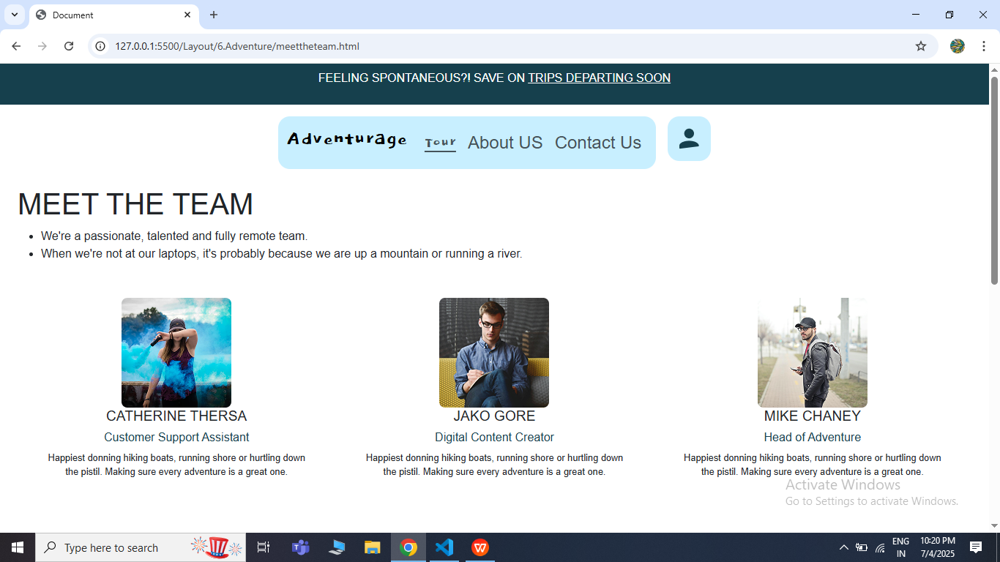 Document
127.0.0.1:5500/Layout/6.Adventure/meettheteam.html
FEELING SPONTANEOUS?! SAVE ON TRIPS DEPARTING SOON
Adventurage Tour About US Contact Us
MEET THE TEAM
• We're a passionate, talented and fully remote team.
• When we're not at our laptops, it's probably because we are up a mountain or running a river.
CATHERINE THERSA
Customer Support Assistant
Happiest donning hiking boats, running shore or hurtling down
the pistil. Making sure every adventure is a great one.
JAKO GORE
Digital Content Creator
Happiest donning hiking boats, running shore or hurtling down
the pistil. Making sure every adventure is a great one.
MIKE CHANEY
Head of Adventure
Happiest donning hiking boats, running shore or hurtling down
the pistil. Making sure every adventure is a great one.
Activate Windows
Go to Settings to activate Windows.
Type here to search
ENG
IN
10:20 PM
7/4/2025